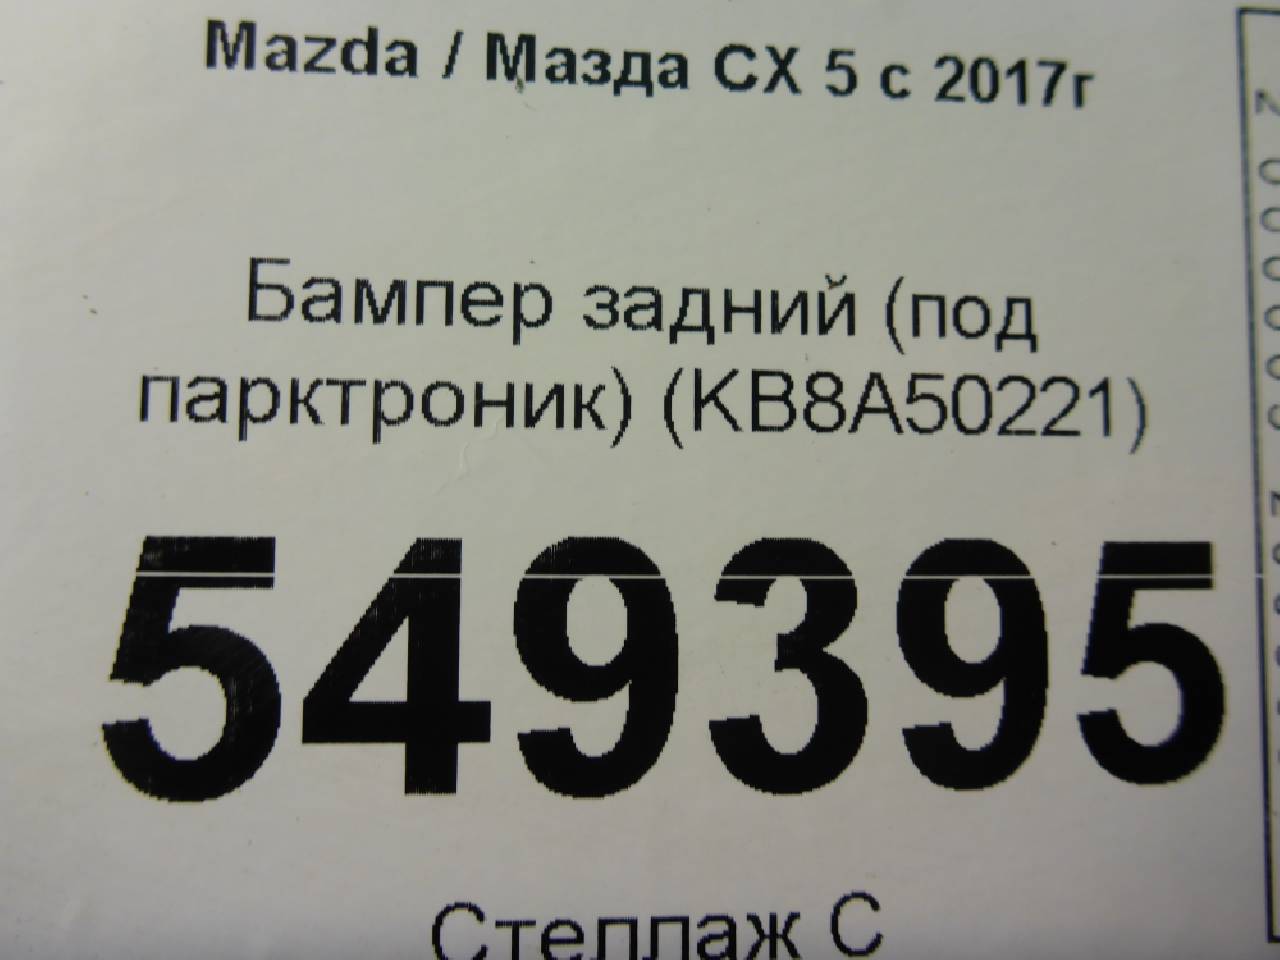 Mazda / Мазда CX 5 с 2017г
Бампер задний (под
парктроник) (KB8A50221)
549395
Стеллаж С